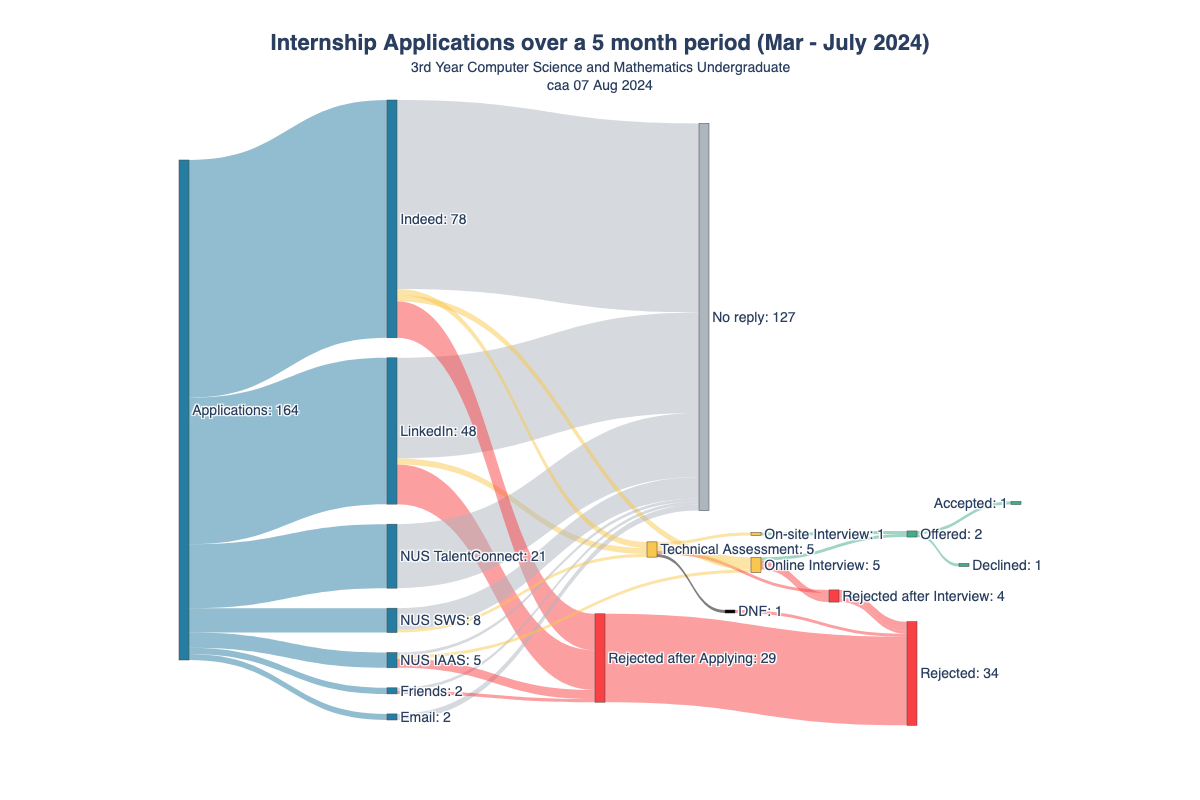 Internship Applications over a 5 month period (Mar - July 2024)
3rd Year Computer Science and Mathematics Undergraduate
caa 07 Aug 2024
Indeed: 78
No reply: 127
Applications: 164
LinkedIn: 48
Accepted: 1
On-site Interview: 1
Offered: 2
Technical Assessment: 5
NUS TalentConnect: 21
Online Interview: 5
Declined: 1
Rejected after Interview: 4
DNF: 1
NUS SWS: 8
Rejected after Applying: 29
NUS IAAS: 5
Rejected: 34
Friends: 2
Email: 2